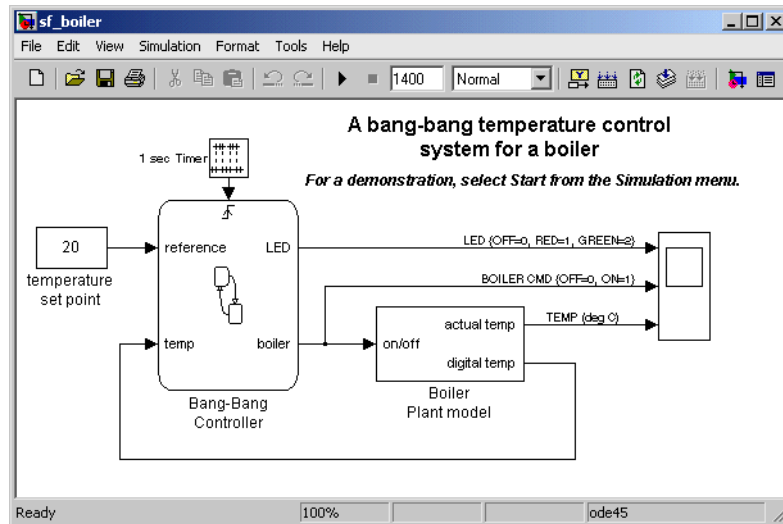 sf_boiler
File Edit View Simulation Format Tools Help
1400 Normal
A bang-bang temperature control
system for a boiler
For a demonstration, select Start from the Simulation menu.
1 sec Timer
20
temperature
set point
reference
LED
temp
boiler
Bang-Bang
Controller
LED {OFF=0, RED=1, GREEN=2}
BOILER CMD {OFF=0, ON=1}
TEMP (deg C)
on/off
actual temp
digital temp
Boiler
Plant model
Ready 100% ode45